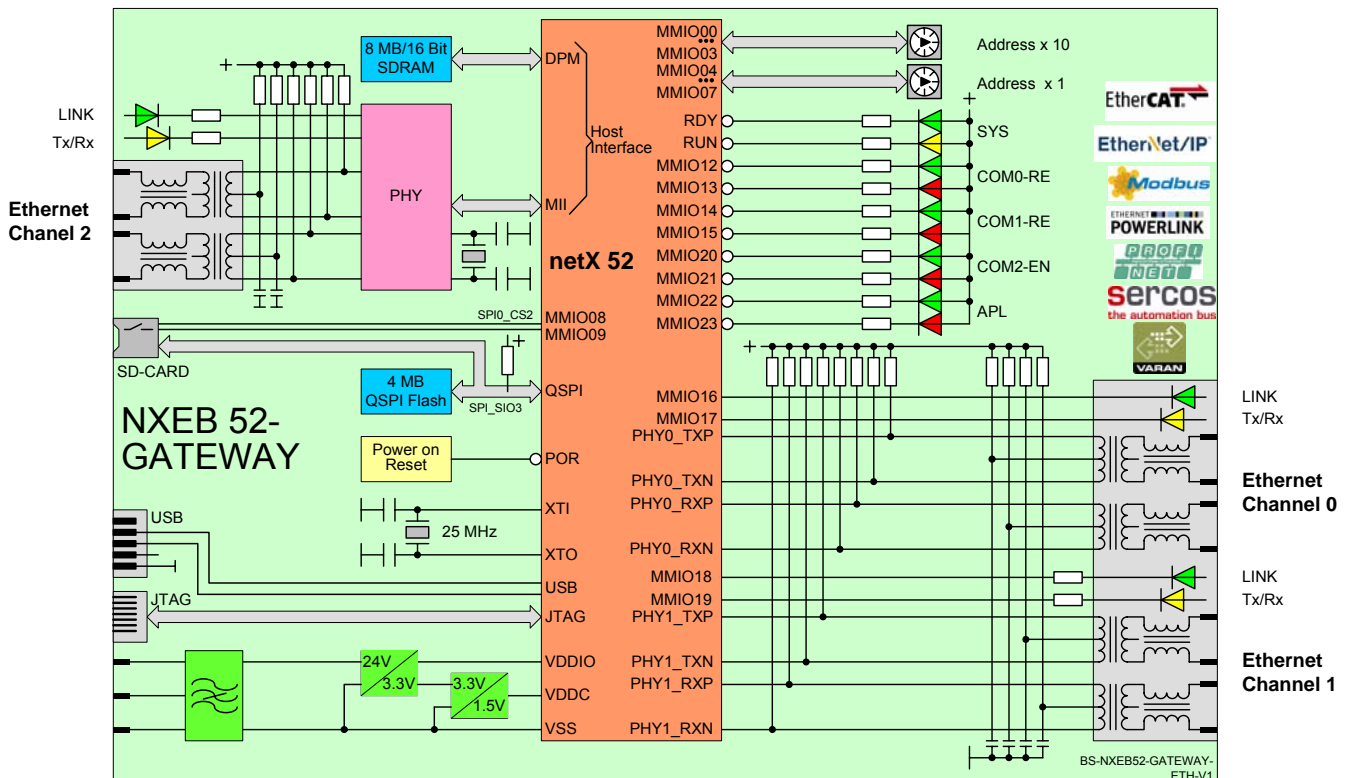 8 MB/16 Bit
SDRAM
LINK
Tx/Rx
Ethernet
Chanel 2
PHY
DPM
Host
Interface
MII
netX 52
SPI0_CS2
MMIO08
MMIO09
SD-CARD
4 MB
QSPI Flash
SPI_SIO3
QSPI
NXEB 52-
GATEWAY
Power on
Reset
POR
XTI
25 MHz
XTO
USB
USB
JTAG
JTAG
24V
3.3V
3.3V
1.5V
VDDIO
VDDC
VSS
MMIO00
MMIO03
MMIO04
MMIO07
RDY
RUN
MMIO12
MMIO13
MMIO14
MMIO15
MMIO20
MMIO21
MMIO22
MMIO23
MMIO16
MMIO17
PHY0_TXP
PHY0_TXN
PHY0_RXP
PHY0_RXN
MMIO18
MMIO19
PHY1_TXP
PHY1_TXN
PHY1_RXP
PHY1_RXN
Address x 10
Address x 1
SYS
COM0-RE
COM1-RE
COM2-EN
APL
EtherCAT.
EtherNet/IP
Modbus
ETHERNET
POWERLINK
PROFI
NET
sercos
the automation bus
VARAN
LINK
Tx/Rx
Ethernet
Channel 0
LINK
Tx/Rx
Ethernet
Channel 1
BS-NXEB52-GATEWAY-
ETH-V1